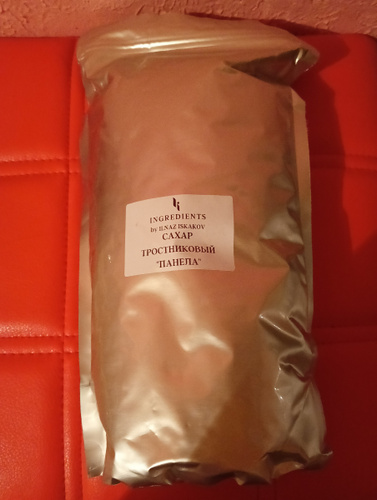 INGREDIENTS
by ILNAZ ISKAKOV
САХАР
ТРОСТНИКОВЫЙ
"ПАНЕЛА"